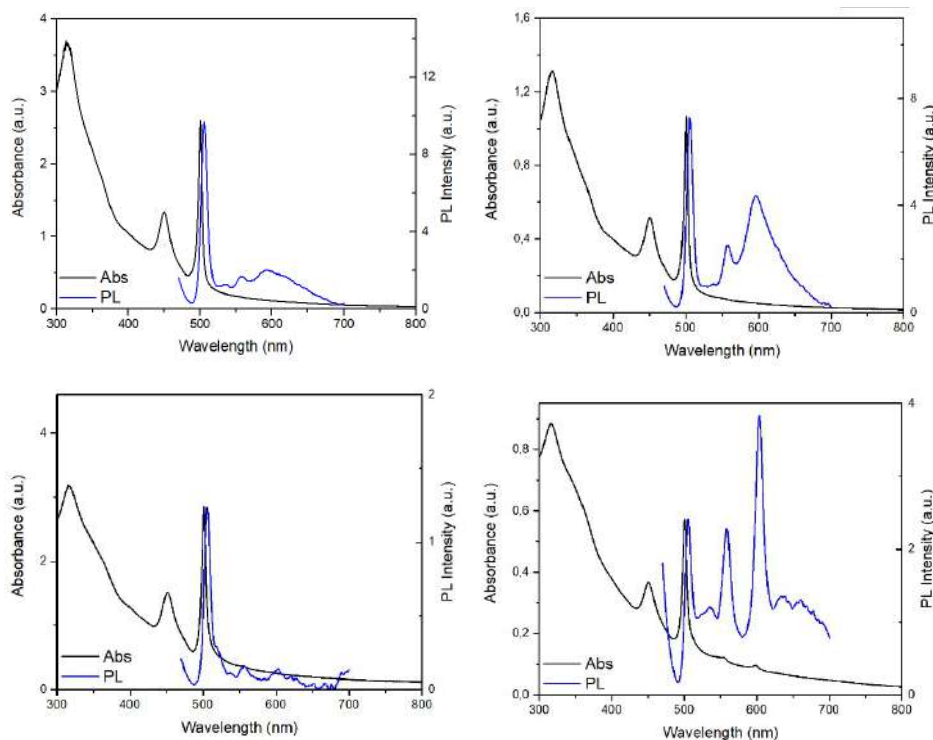 4
3
2
1
0
Absorbance (a.u.)
Abs
PL
12
8
4
0
PL Intensity (a.u.)
300 400 500 600 700 800
Wavelength (nm)
1,6
1,2
0,8
0,4
0,0
Absorbance (a.u.)
Abs
PL
8
4
0
PL Intensity (a.u.)
300 400 500 600 700 800
Wavelength (nm)
4
3
2
1
0
Absorbance (a.u.)
Abs
PL
2
1
0
PL Intensity (a.u.)
300 400 500 600 700 800
Wavelength (nm)
0,8
0,6
0,4
0,2
0,0
Absorbance (a.u.)
Abs
PL
4
2
0
PL Intensity (a.u.)
300 400 500 600 700 800
Wavelength (nm)